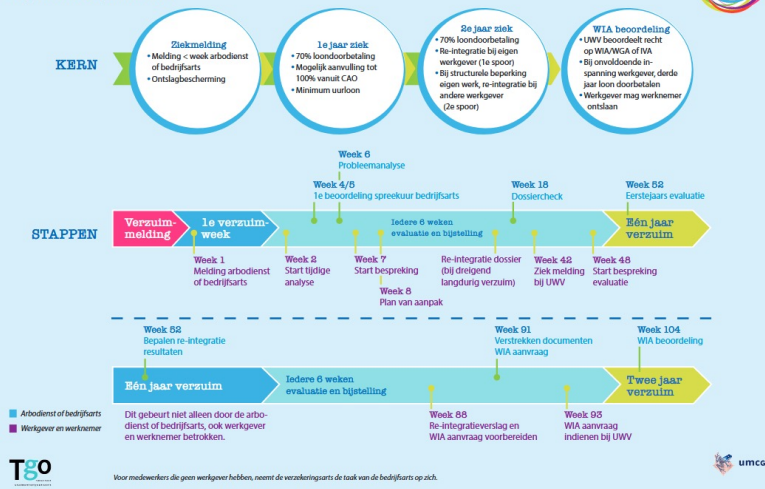 KERN
Ziekmelding
• Melding < week arbodienst
of bedrijfsarts
• Ontslagbescherming
1e jaar ziek
• 70% loondoorbetaling
• Mogelijk aanvulling tot
100% vanuit CAO
• Minimum uurloon
2e jaar ziek
• 70% loondoorbetaling
• Re-integratie bij eigen
werkgever (1e spoor)
• Bij structurele beperking
eigen werk, re-integratie bij
andere werkgever
(2e spoor)
WIA beoordeling
• UWV beoordeelt recht
op WIA/WGA of IVA
• Bij onvoldoende in-
spanning werkgever, derde
jaar loon doorbetalen
• Werkgever mag werknemer
ontslaan
STAPPEN
Week 6
Probleemanalyse
Week 4/5
1e beoordeling spreekuur bedrijfsarts
Week 18
Dossiercheck
Week 52
Eerstejaars evaluatie
Verzuim-
melding
1e verzuim-
week
Iedere 6 weken
evaluatie en bijstelling
Eén jaar
verzuim
Week 1
Melding arbodienst
of bedrijfsarts
Week 2
Start tijdige
analyse
Week 7
Start bespreking
Week 8
Plan van aanpak
Re-integratie dossier
(bij dreigend
langdurig verzuim)
Week 42
Ziek melding
bij UWV
Week 48
Start bespreking
evaluatie
Week 52
Bepalen re-integratie
resultaten
Week 91
Verstrekken documenten
WIA aanvraag
Week 104
WIA beoordeling
Eén jaar verzuim
Iedere 6 weken
evaluatie en bijstelling
Twee jaar
verzuim
Dit gebeurt niet alleen door de arbo-
dienst of bedrijfsarts, ook werkgever
en werknemer betrokken.
Week 88
Re-integratieverslag en
WIA aanvraag voorbereiden
Week 93
WIA aanvraag
indienen bij UWV
Arbodienst of bedrijfsarts
Werkgever en werknemer
Tgo
Voor medewerkers die geen werkgever hebben, neemt de verzekeringsarts de taak van de bedrijfsarts op zich.
umcg